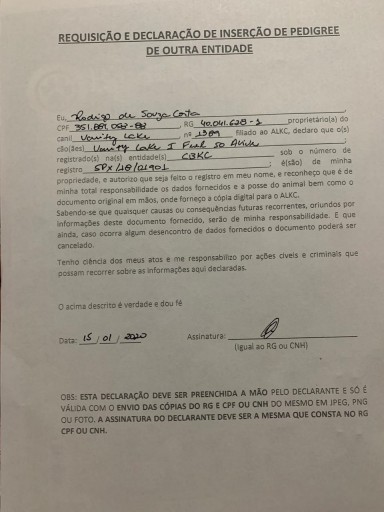 REQUISIÇÃO E DECLARAÇÃO DE INSERÇÃO DE PEDIGREE
DE OUTRA ENTIDADE
Eu, Rodrigo de Souza Costa,
CPF 351.881.098-88, RG 40.041.628-1 proprietário(a) do
canil Vanity Lake nº 1389 filiado ao ALKC, declaro que o(s)
cão(ães) Vanity Lake I Feel So Alive
registrado(s) na(s) entidade(s) CBKC sob o número de
registro SPX/18/01901; é(são) de minha
propriedade, e autorizo que seja feito o registro em meu nome, e reconheço que é de
minha total responsabilidade os dados fornecidos e a posse do animal bem como o
documento original em mãos, onde forneço a cópia digital para o ALKC.
Sabendo-se que quaisquer causas ou consequências futuras recorrentes, oriundos por
informações deste documento fornecido, serão de minha responsabilidade. E que
ainda, caso ocorra algum desencontro de dados fornecidos o documento poderá ser
cancelado.
Tenho ciência dos meus atos e me responsabilizo por ações cíveis e criminais que
possam recorrer sobre as informações aqui declaradas.
O acima descrito é verdade e dou fé
Data: 15/01/2020 Assinatura:
(Igual ao RG ou CNH)
OBS: ESTA DECLARAÇÃO DEVE SER PREENCHIDA A MÃO PELO DECLARANTE E SÓ É
VÁLIDA COM O ENVIO DAS CÓPIAS DO RG E CPF OU CNH DO MESMO EM JPEG, PNG
OU FOTO. A ASSINATURA DO DECLARANTE DEVE SER A MESMA QUE CONSTA NO RG
CPF OU CNH.